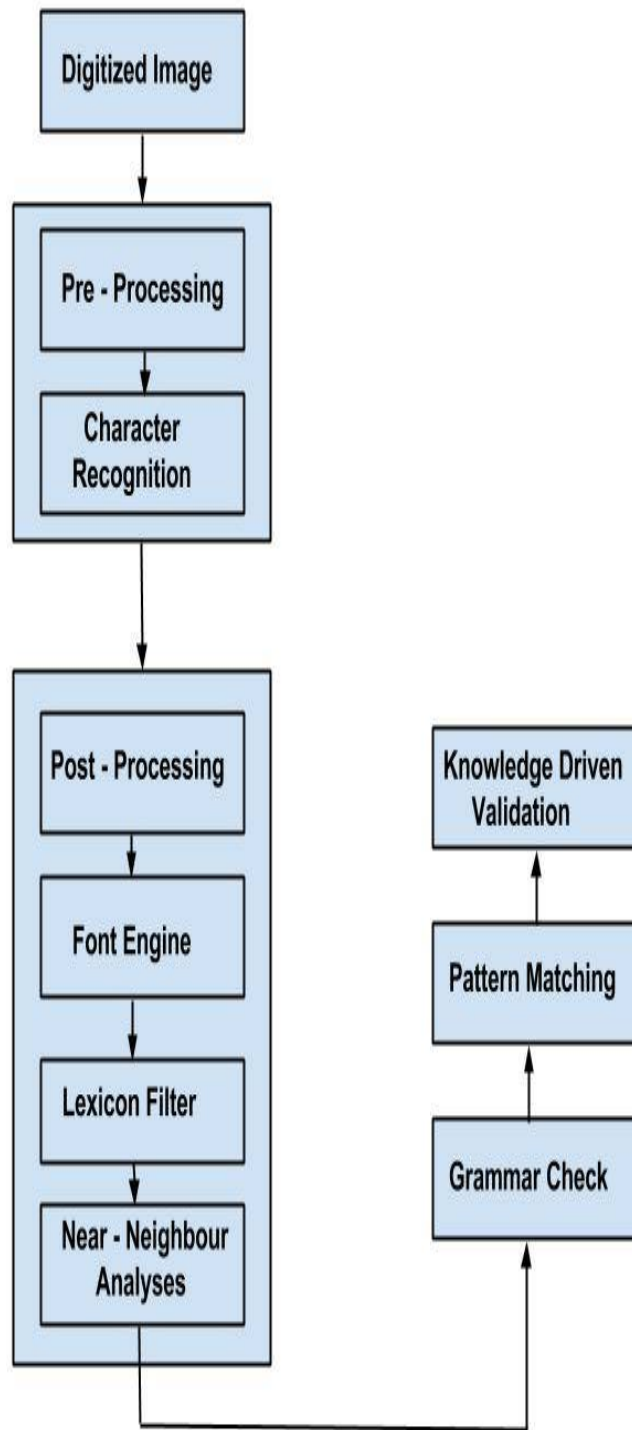 Digitized Image
Pre - Processing
Character
Recognition
Post - Processing
Font Engine
Lexicon Filter
Near - Neighbour
Analyses
Grammar Check
Pattern Matching
Knowledge Driven
Validation